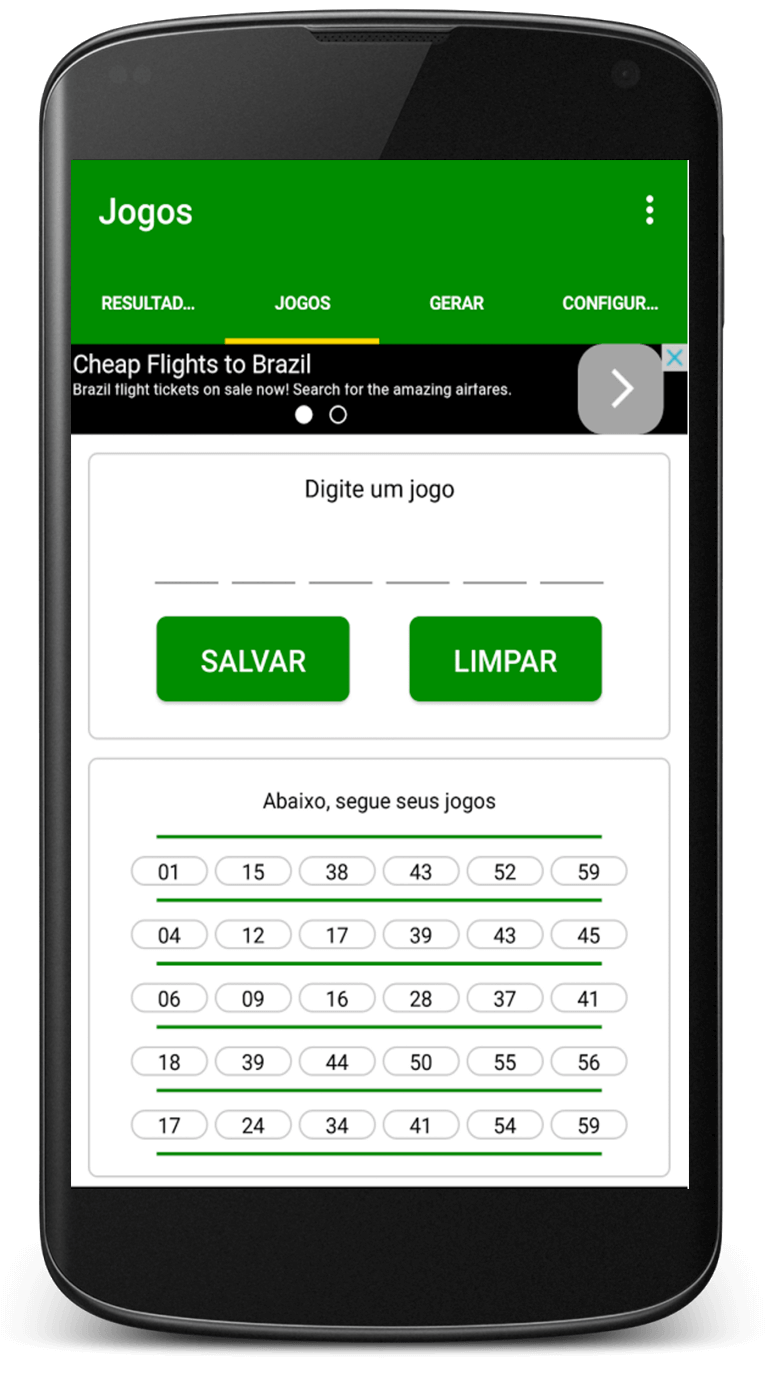 Jogos
RESULTAD... JOGOS GERAR CONFIGUR...
Cheap Flights to Brazil
Brazil flight tickets on sale now! Search for the amazing airfares.
Digite um jogo
SALVAR LIMPAR
Abaixo, segue seus jogos
01 15 38 43 52 59
04 12 17 39 43 45
06 09 16 28 37 41
18 39 44 50 55 56
17 24 34 41 54 59